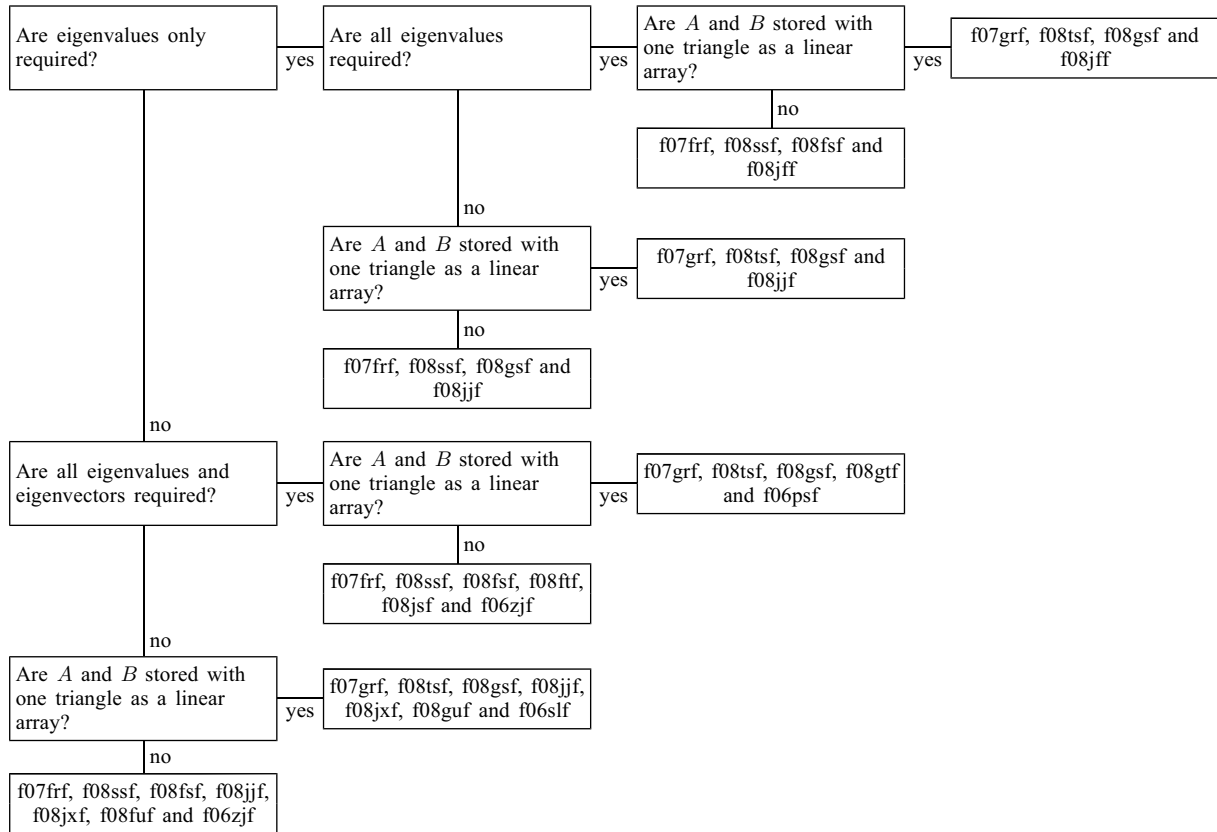 Are eigenvalues only
required?
yes
Are all eigenvalues
required?
yes
Are A and B stored with
one triangle as a linear
array?
yes
f07grf, f08tsf, f08gsf and
f08jff
no
f07frf, f08ssf, f08fsf and
f08jff
no
Are A and B stored with
one triangle as a linear
array?
yes
f07grf, f08tsf, f08gsf and
f08jjf
no
f07frf, f08ssf, f08gsf and
f08jjf
no
Are all eigenvalues and
eigenvectors required?
yes
Are A and B stored with
one triangle as a linear
array?
yes
f07grf, f08tsf, f08gsf, f08gtf
and f06psf
no
f07frf, f08ssf, f08fsf, f08ftf,
f08jsf and f06zjf
no
Are A and B stored with
one triangle as a linear
array?
yes
f07grf, f08tsf, f08gsf, f08jjf,
f08jxf, f08guf and f06slf
no
f07frf, f08ssf, f08fsf, f08jjf,
f08jxf, f08fuf and f06zjf